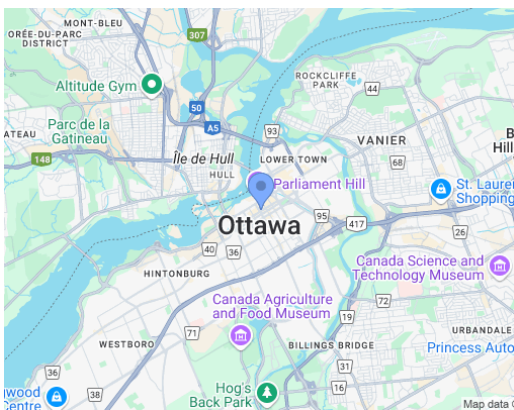 MONT-BLEU
ORÉE-DU-PARC
DISTRICT
307
ROCKCLIFFE
PARK
Altitude Gym
44
50
A5
93
Parc de la
Gatineau
VANIER
148
Île de Hull
HULL
LOWER TOWN
68
Parliament Hill
St. Laure
Shopping
Ottawa
95
417
26
40
36
HINTONBURG
Canada Science and
Technology Museum
Canada Agriculture
and Food Museum
72
19
71
WESTBORO
BILLINGS BRIDGE
URBANDALE
Princess Auto
31
16
36
38
Hog's
Back Park
gwood
Centre
Map data